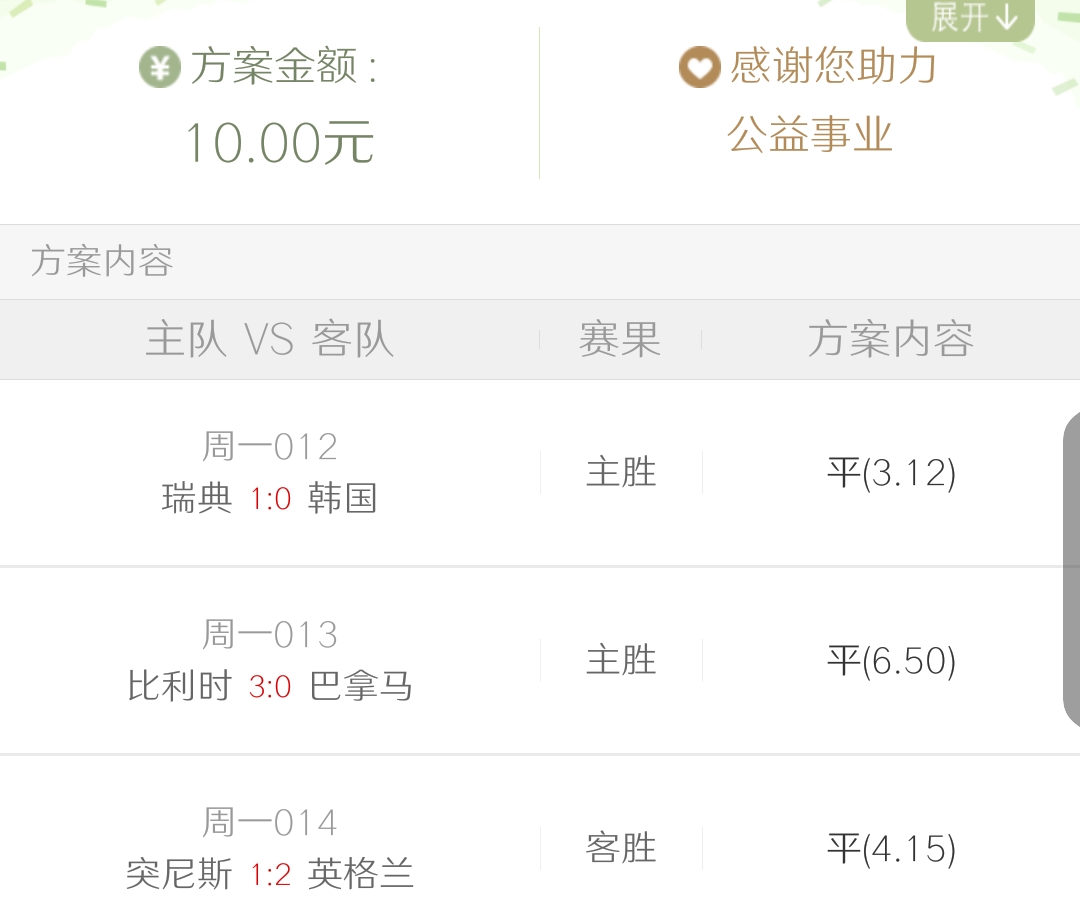 展开↓
¥ 方案金额：
10.00元
感谢您助力
公益事业
方案内容
主队 VS 客队 赛果 方案内容
周一012
瑞典 1:0 韩国 主胜 平(3.12)
周一013
比利时 3:0 巴拿马 主胜 平(6.50)
周一014
突尼斯 1:2 英格兰 客胜 平(4.15)